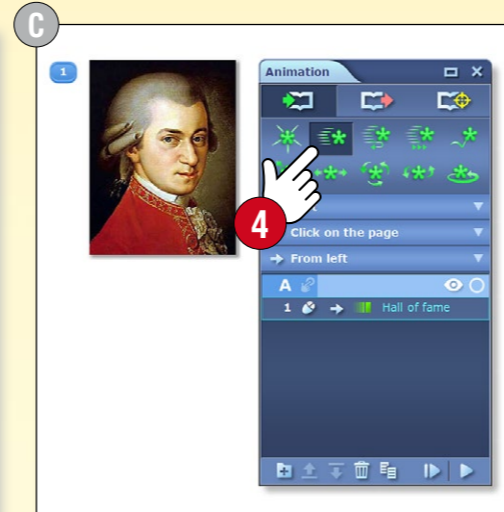 C
1
Animation
4
Click on the page
From left
A
1 Hall of fame